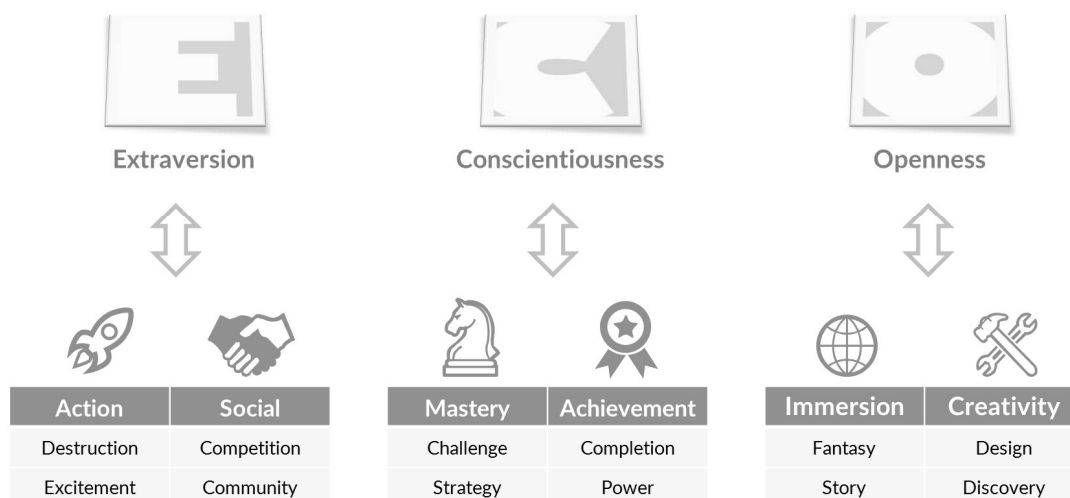 Extraversion
Conscientiousness
Openness
Action Social
Mastery Achievement
Immersion Creativity
Destruction Competition
Challenge Completion
Fantasy Design
Excitement Community
Strategy Power
Story Discovery